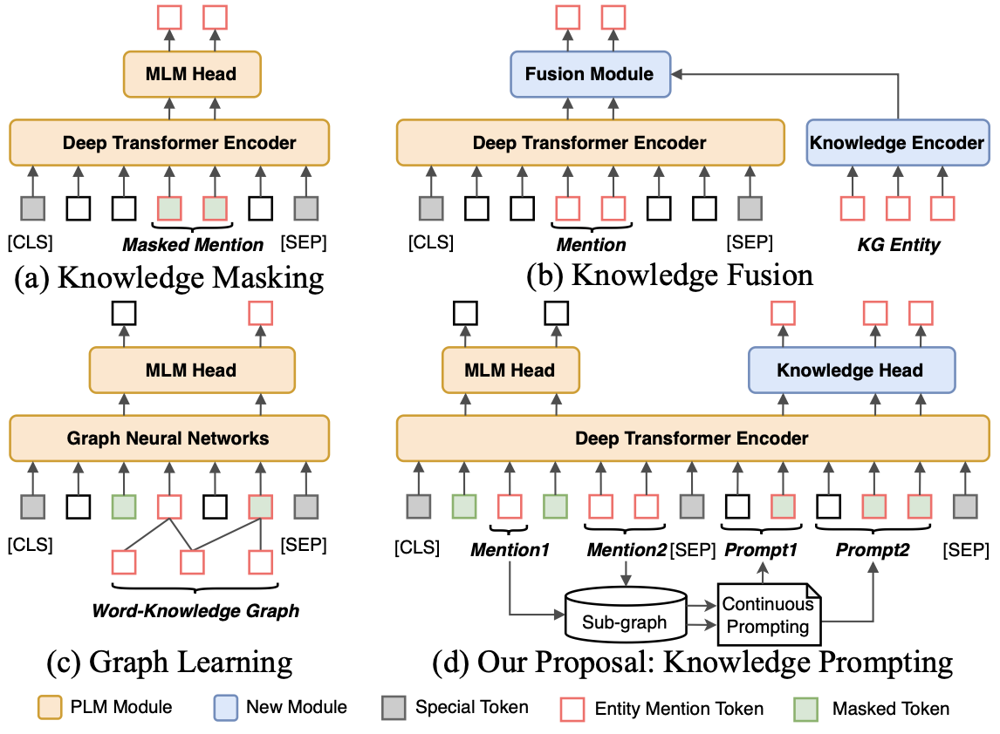 MLM Head
Deep Transformer Encoder
[CLS]
Masked Mention
[SEP]
(a) Knowledge Masking
Fusion Module
Deep Transformer Encoder
Knowledge Encoder
[CLS]
Mention
[SEP]
KG Entity
(b) Knowledge Fusion
MLM Head
Graph Neural Networks
[CLS]
[SEP]
Word-Knowledge Graph
(c) Graph Learning
MLM Head
Knowledge Head
Deep Transformer Encoder
[CLS]
Mention1
Mention2
[SEP]
Prompt1
Prompt2
[SEP]
Sub-graph
Continuous
Prompting
(d) Our Proposal: Knowledge Prompting
PLM Module
New Module
Special Token
Entity Mention Token
Masked Token